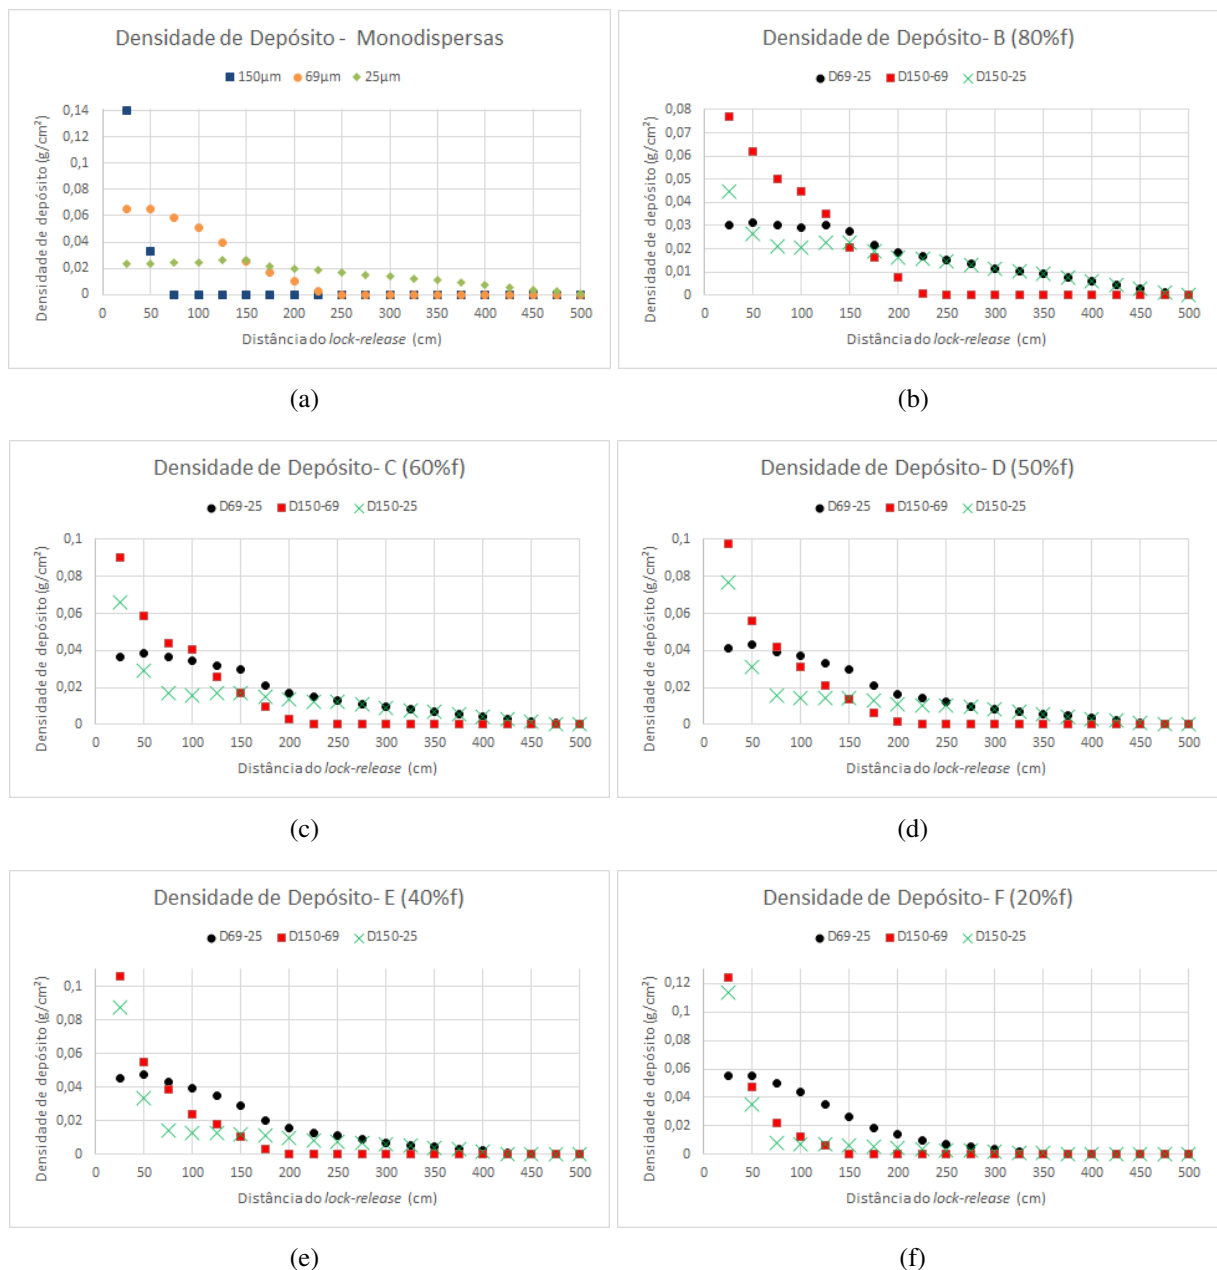 Densidade de Depósito - Monodispersas
150µm 69µm 25µm
Densidade de depósito (g/cm²)
0,14
0,12
0,1
0,08
0,06
0,04
0,02
0
0 50 100 150 200 250 300 350 400 450 500
Distância do lock-release (cm)
(a)
Densidade de Depósito- B (80%f)
D69-25 D150-69 D150-25
Densidade de depósito (g/cm²)
0,08
0,07
0,06
0,05
0,04
0,03
0,02
0,01
0
0 50 100 150 200 250 300 350 400 450 500
Distância do lock-release (cm)
(b)
Densidade de Depósito- C (60%f)
D69-25 D150-69 D150-25
Densidade de depósito (g/cm²)
0,1
0,08
0,06
0,04
0,02
0
0 50 100 150 200 250 300 350 400 450 500
Distância do lock-release (cm)
(c)
Densidade de Depósito- D (50%f)
D69-25 D150-69 D150-25
Densidade de depósito (g/cm²)
0,1
0,08
0,06
0,04
0,02
0
0 50 100 150 200 250 300 350 400 450 500
Distância do lock-release (cm)
(d)
Densidade de Depósito- E (40%f)
D69-25 D150-69 D150-25
Densidade de depósito (g/cm²)
0,1
0,08
0,06
0,04
0,02
0
0 50 100 150 200 250 300 350 400 450 500
Distância do lock-release (cm)
(e)
Densidade de Depósito- F (20%f)
D69-25 D150-69 D150-25
Densidade de depósito (g/cm²)
0,12
0,1
0,08
0,06
0,04
0,02
0
0 50 100 150 200 250 300 350 400 450 500
Distância do lock-release (cm)
(f)